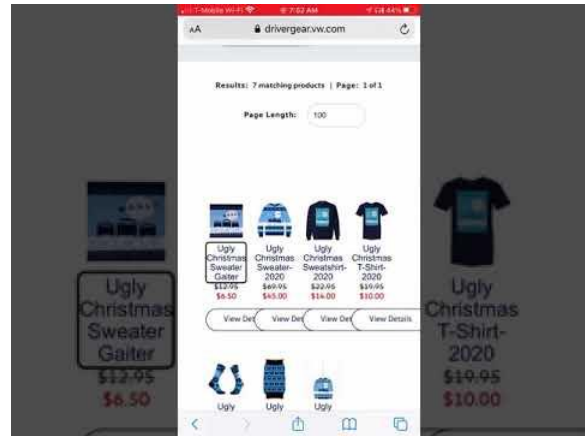 T-Mobile Wi-Fi 7:02 AM 44%
AA drivergear.vw.com
Results: 7 matching products | Page: 1 of 1
Page Length: 100
Ugly Christmas Sweater Gaiter
$12.95
$6.50
Ugly Christmas Sweater-2020
$69.95
$45.00
Ugly Christmas Sweatshirt-2020
$22.95
$14.00
Ugly Christmas T-Shirt-2020
$19.95
$10.00
View Det
View Det
View Det
View Details
Ugly
Ugly
Ugly
Ugly
Christmas
Sweater
Gaiter
$12.95
$6.50
Ugly
Christmas
T-Shirt-
2020
$19.95
$10.00